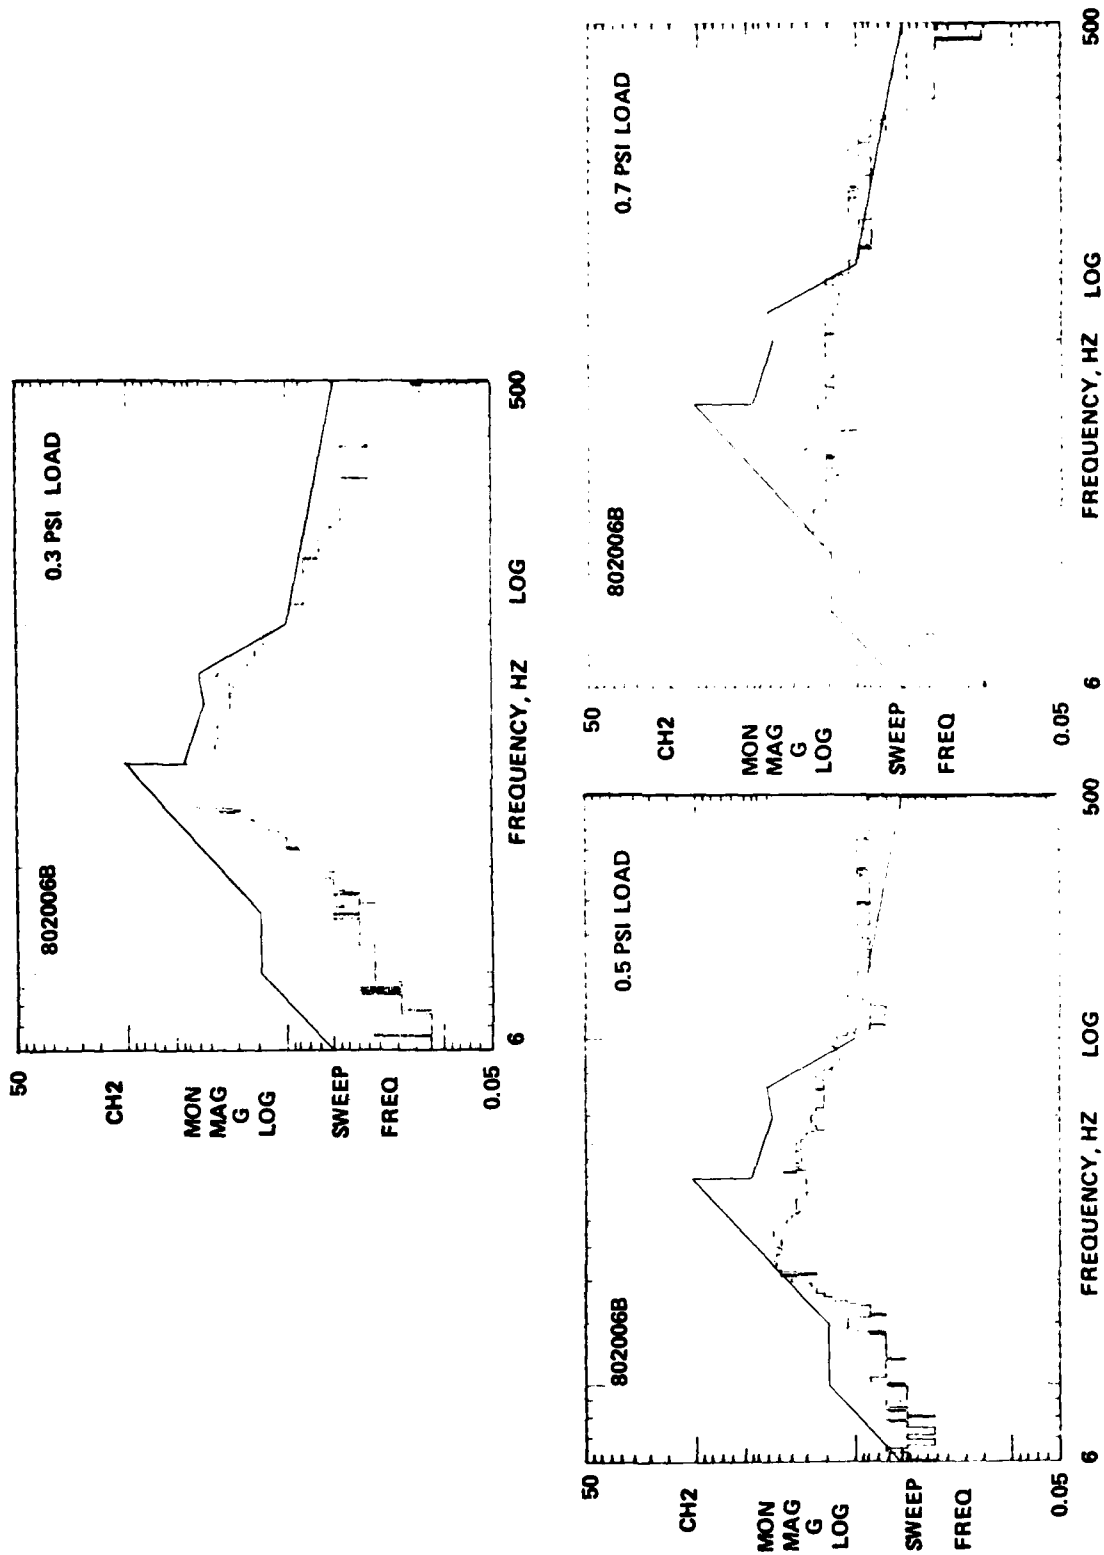 50
CH2
MON
MAG
G
LOG
SWEEP
FREQ
0.05
802006B
0.3 PSI LOAD
6
FREQUENCY, HZ
LOG
500
50
CH2
MON
MAG
G
LOG
SWEEP
FREQ
0.05
802006B
0.5 PSI LOAD
6
FREQUENCY, HZ
LOG
500
50
CH2
MON
MAG
G
LOG
SWEEP
FREQ
0.05
802006B
0.7 PSI LOAD
6
FREQUENCY, HZ
LOG
500